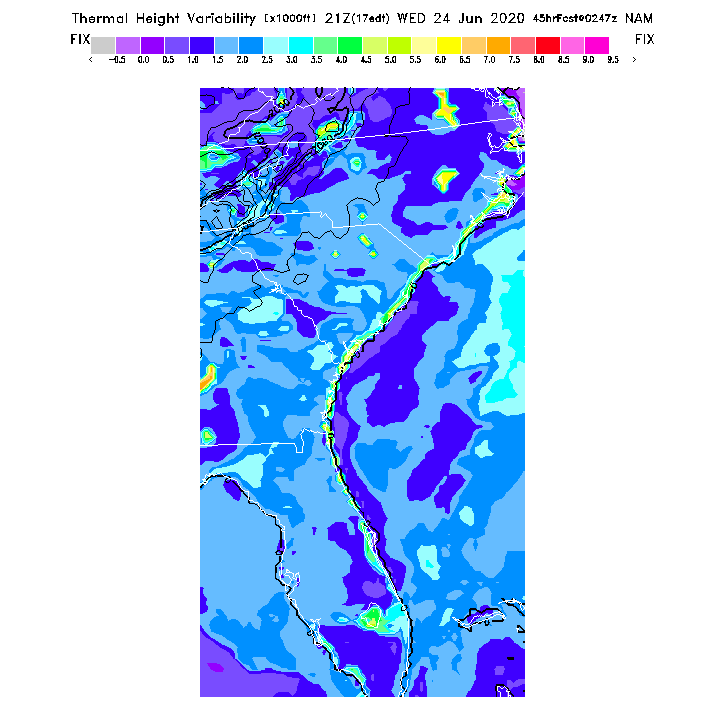 Thermal Height Variability [x1000ft] 21Z(17edt) WED 24 Jun 2020 45hrFcst@0247z NAM
FIX FIX
< -0.5 0.0 0.5 1.0 1.5 2.0 2.5 3.0 3.5 4.0 4.5 5.0 5.5 6.0 6.5 7.0 7.5 8.0 8.5 9.0 9.5 >